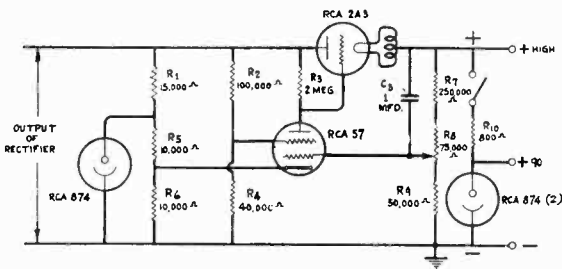 RCA 2A3
+
+ HIGH
R1
15,000 Ω
R2
100,000 Ω
R3
2 MEG.
C3
1
MFD.
R7
250,000
Ω
OUTPUT
OF
RECTIFIER
RCA 57
R5
10,000
Ω
R8
75,000
Ω
R10
800
Ω
+ 90
RCA 874
R6
10,000 Ω
R4
40,000 Ω
R9
50,000 Ω
RCA 874 (2)
−
−